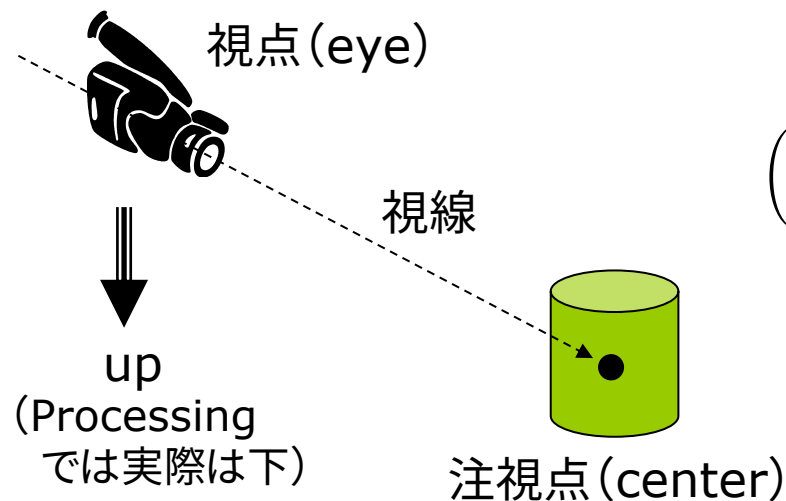 視点（eye）
視線
（
up
（Processing
では実際は下）
注視点（center）